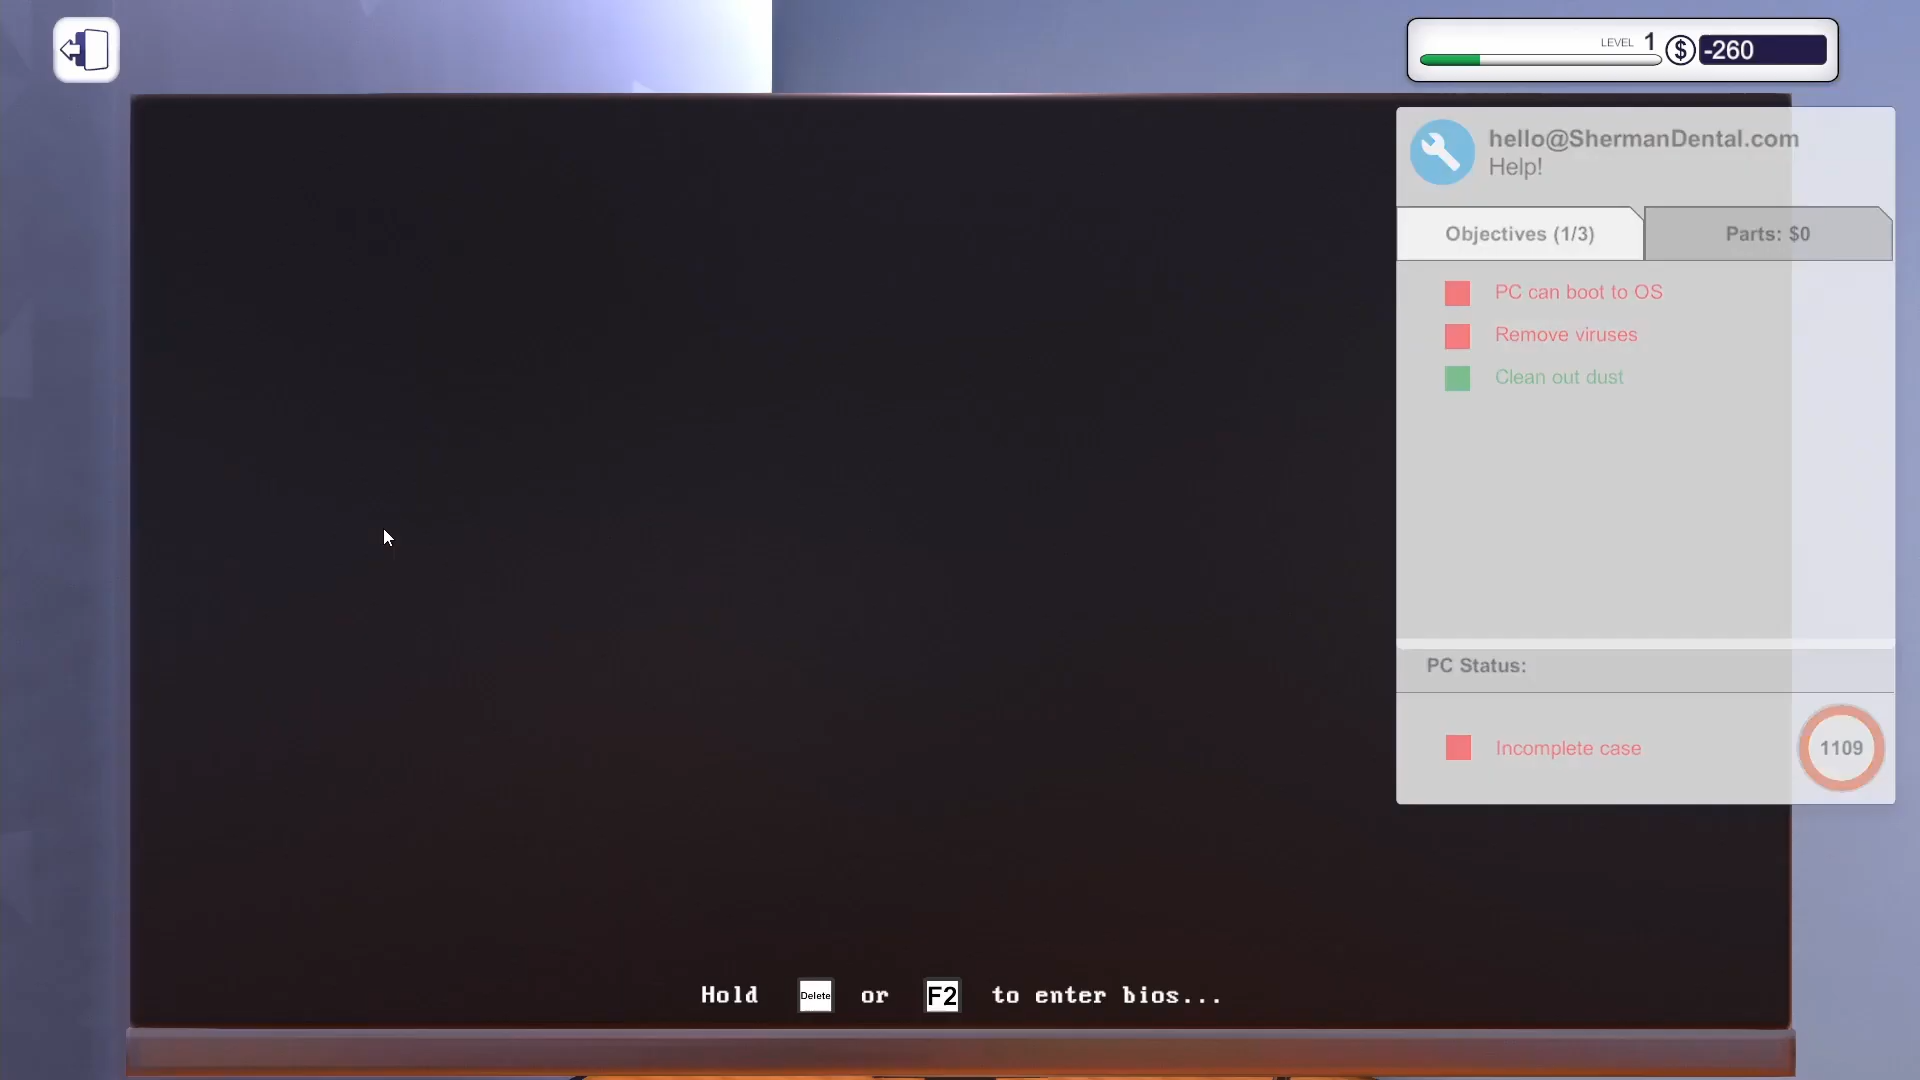 LEVEL 1
$ -260
hello@ShermanDental.com
Help!
Objectives (1/3)
Parts: $0
PC can boot to OS
Remove viruses
Clean out dust
PC Status:
Incomplete case
1109
Hold Delete or F2 to enter bios...